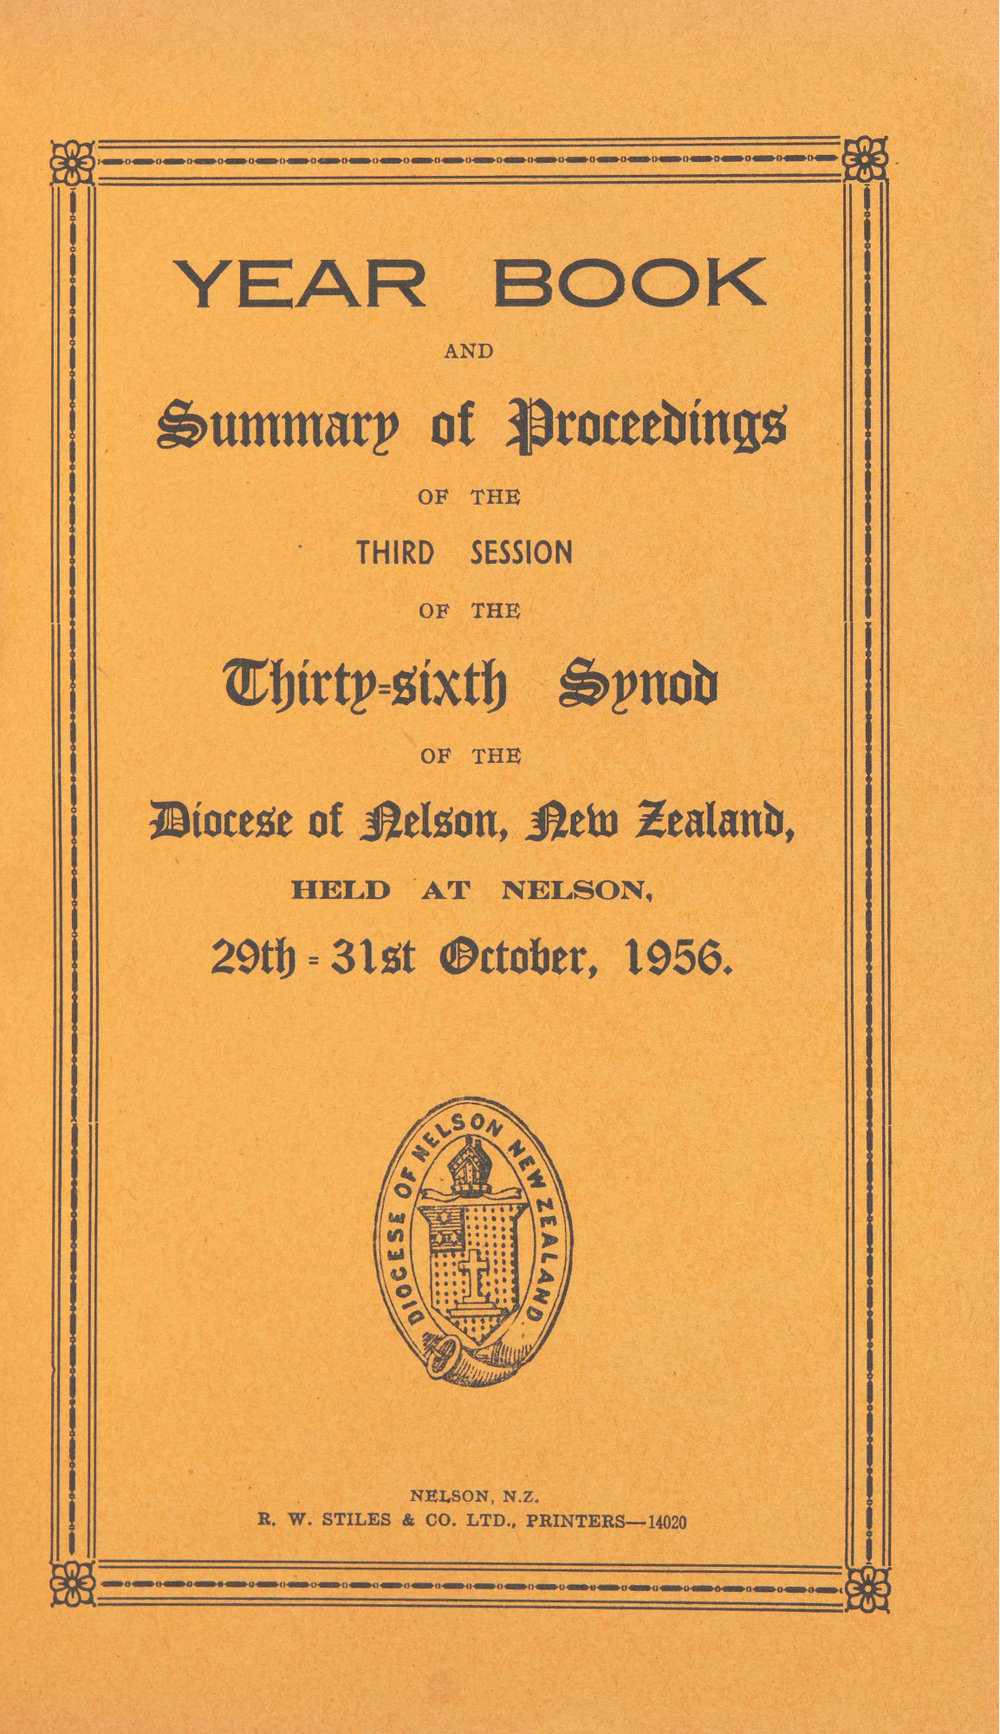 YEAR BOOK
AND
Summary of Proceedings
OF THE
THIRD SESSION
OF THE
Thirty=sixth Synod
OF THE
Diocese of Nelson, New Zealand,
HELD AT NELSON,
29th = 31st October, 1956.
DIOCESE OF NELSON NEW ZEALAND
NELSON, N.Z.
R. W. STILES & CO. LTD., PRINTERS—14020